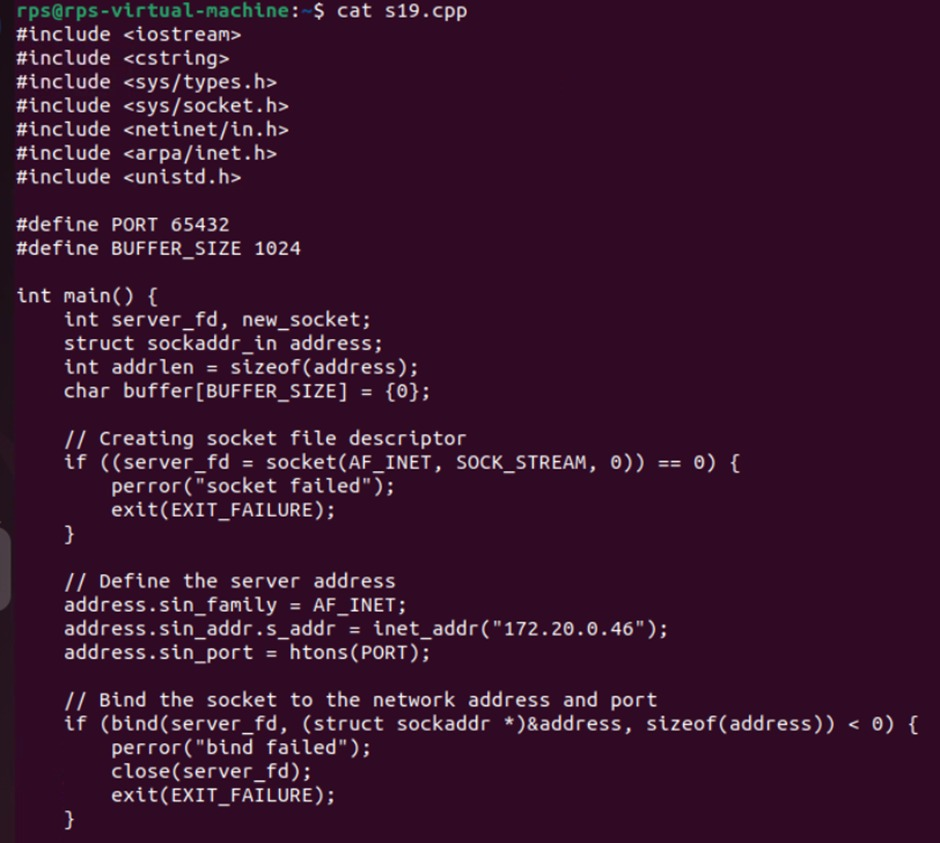 rps@rps-virtual-machine:~$ cat s19.cpp
#include <iostream>
#include <cstring>
#include <sys/types.h>
#include <sys/socket.h>
#include <netinet/in.h>
#include <arpa/inet.h>
#include <unistd.h>

#define PORT 65432
#define BUFFER_SIZE 1024

int main() {
    int server_fd, new_socket;
    struct sockaddr_in address;
    int addrlen = sizeof(address);
    char buffer[BUFFER_SIZE] = {0};

    // Creating socket file descriptor
    if ((server_fd = socket(AF_INET, SOCK_STREAM, 0)) == 0) {
        perror("socket failed");
        exit(EXIT_FAILURE);
    }

    // Define the server address
    address.sin_family = AF_INET;
    address.sin_addr.s_addr = inet_addr("172.20.0.46");
    address.sin_port = htons(PORT);

    // Bind the socket to the network address and port
    if (bind(server_fd, (struct sockaddr *)&address, sizeof(address)) < 0) {
        perror("bind failed");
        close(server_fd);
        exit(EXIT_FAILURE);
    }